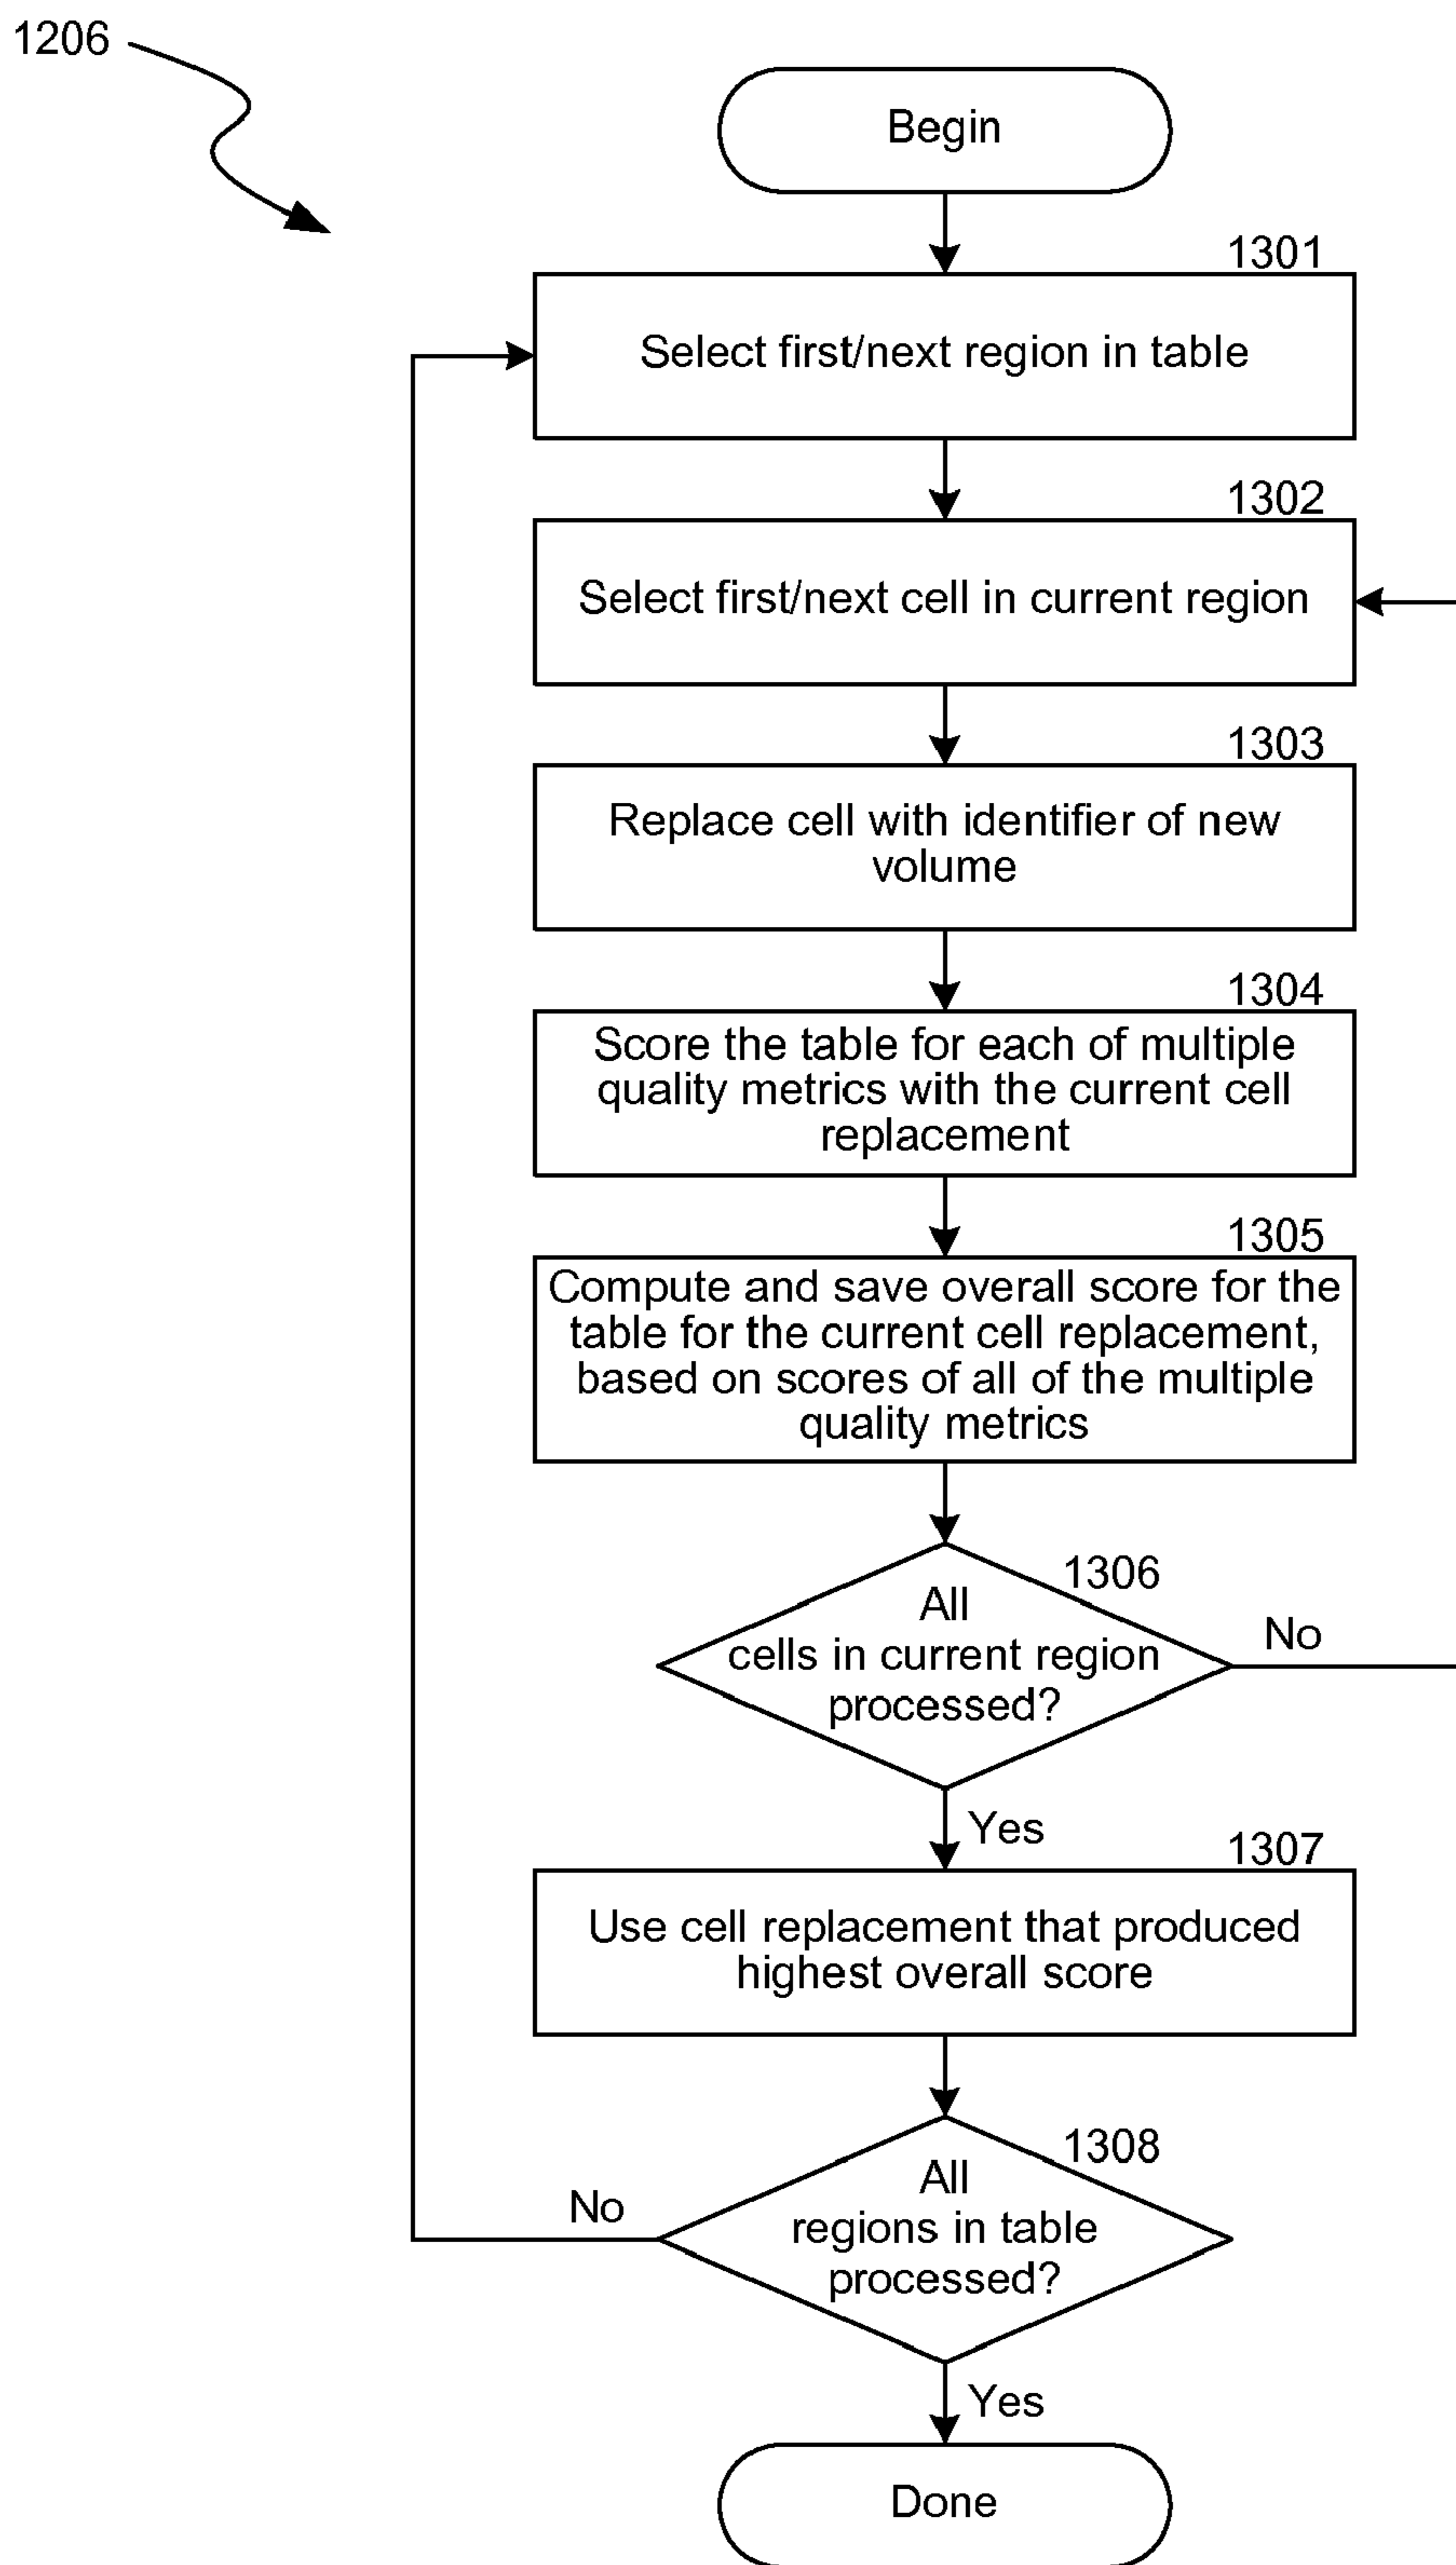 1206
Begin
1301
Select first/next region in table
1302
Select first/next cell in current region
1303
Replace cell with identifier of new
volume
1304
Score the table for each of multiple
quality metrics with the current cell
replacement
1305
Compute and save overall score for the
table for the current cell replacement,
based on scores of all of the multiple
quality metrics
1306
All
cells in current region
processed?
No
Yes
1307
Use cell replacement that produced
highest overall score
1308
All
regions in table
processed?
No
Yes
Done